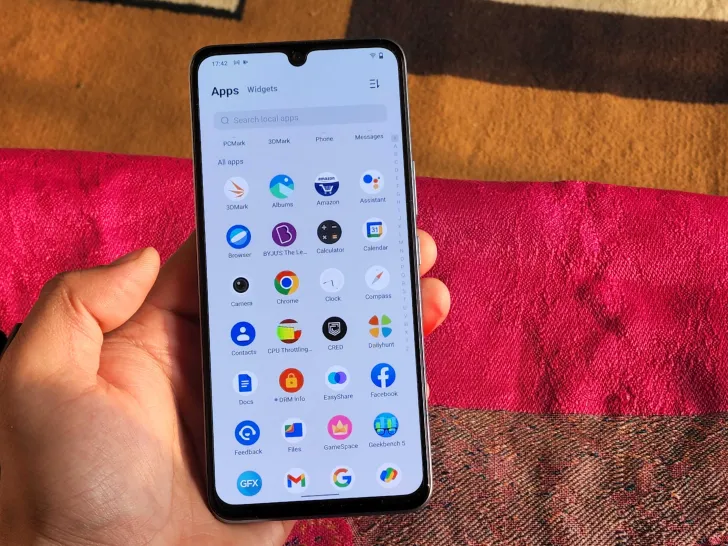 17:42
Apps Widgets
Search local apps
PCMark 3DMark Phone Messages
All apps
3DMark Albums Amazon Assistant
Browser BYJU'S The Le... Calculator Calendar
Camera Chrome Clock Compass
Contacts CPU Throttling... CRED Dailyhunt
Docs DRM Info EasyShare Facebook
Feedback Files GameSpace Geekbench 5
GFX
amazon
31